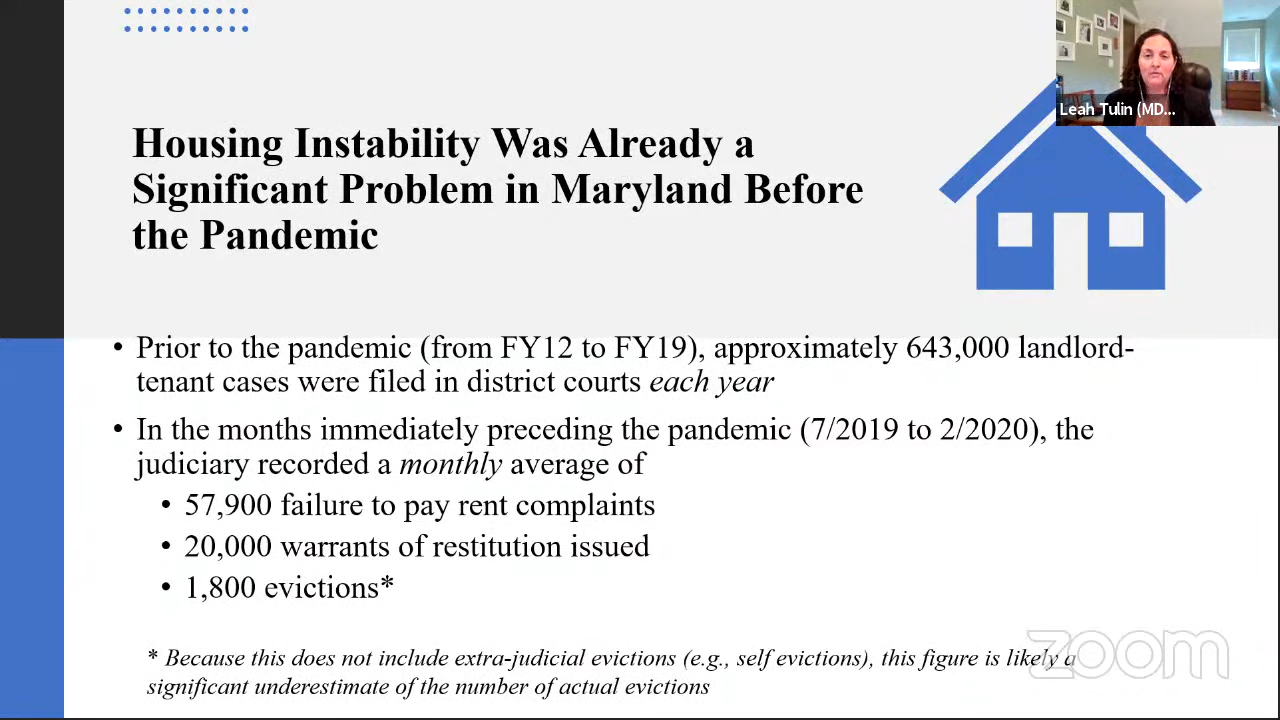 Leah Tulin (MD...
Housing Instability Was Already a
Significant Problem in Maryland Before
the Pandemic
• Prior to the pandemic (from FY12 to FY19), approximately 643,000 landlord-
tenant cases were filed in district courts each year
• In the months immediately preceding the pandemic (7/2019 to 2/2020), the
judiciary recorded a monthly average of
• 57,900 failure to pay rent complaints
• 20,000 warrants of restitution issued
• 1,800 evictions*
* Because this does not include extra-judicial evictions (e.g., self evictions), this figure is likely a
significant underestimate of the number of actual evictions
zoom